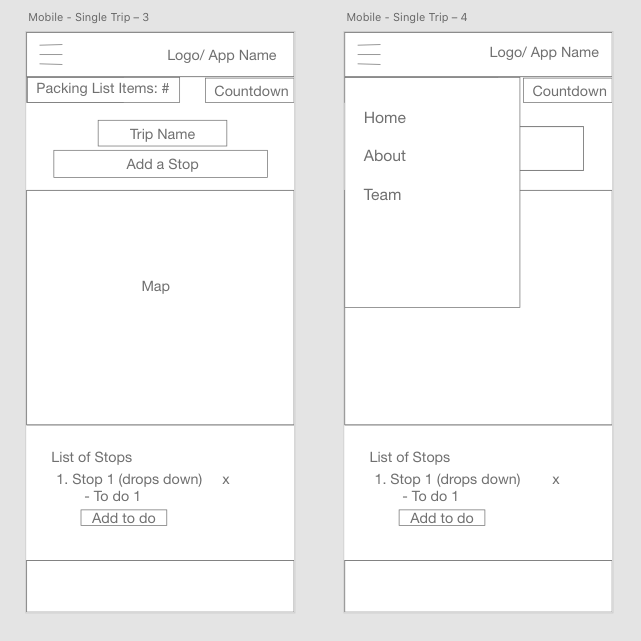 Mobile - Single Trip – 3
Logo/ App Name
Packing List Items: #
Countdown
Trip Name
Add a Stop
Map
List of Stops
1. Stop 1 (drops down) x
- To do 1
Add to do
Mobile - Single Trip – 4
Logo/ App Name
Countdown
Home
About
Team
List of Stops
1. Stop 1 (drops down) x
- To do 1
Add to do